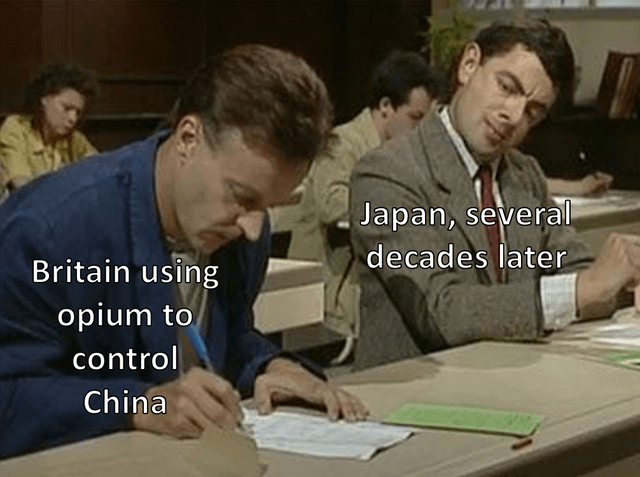 Britain using
opium to
control
China
Japan, several
decades later